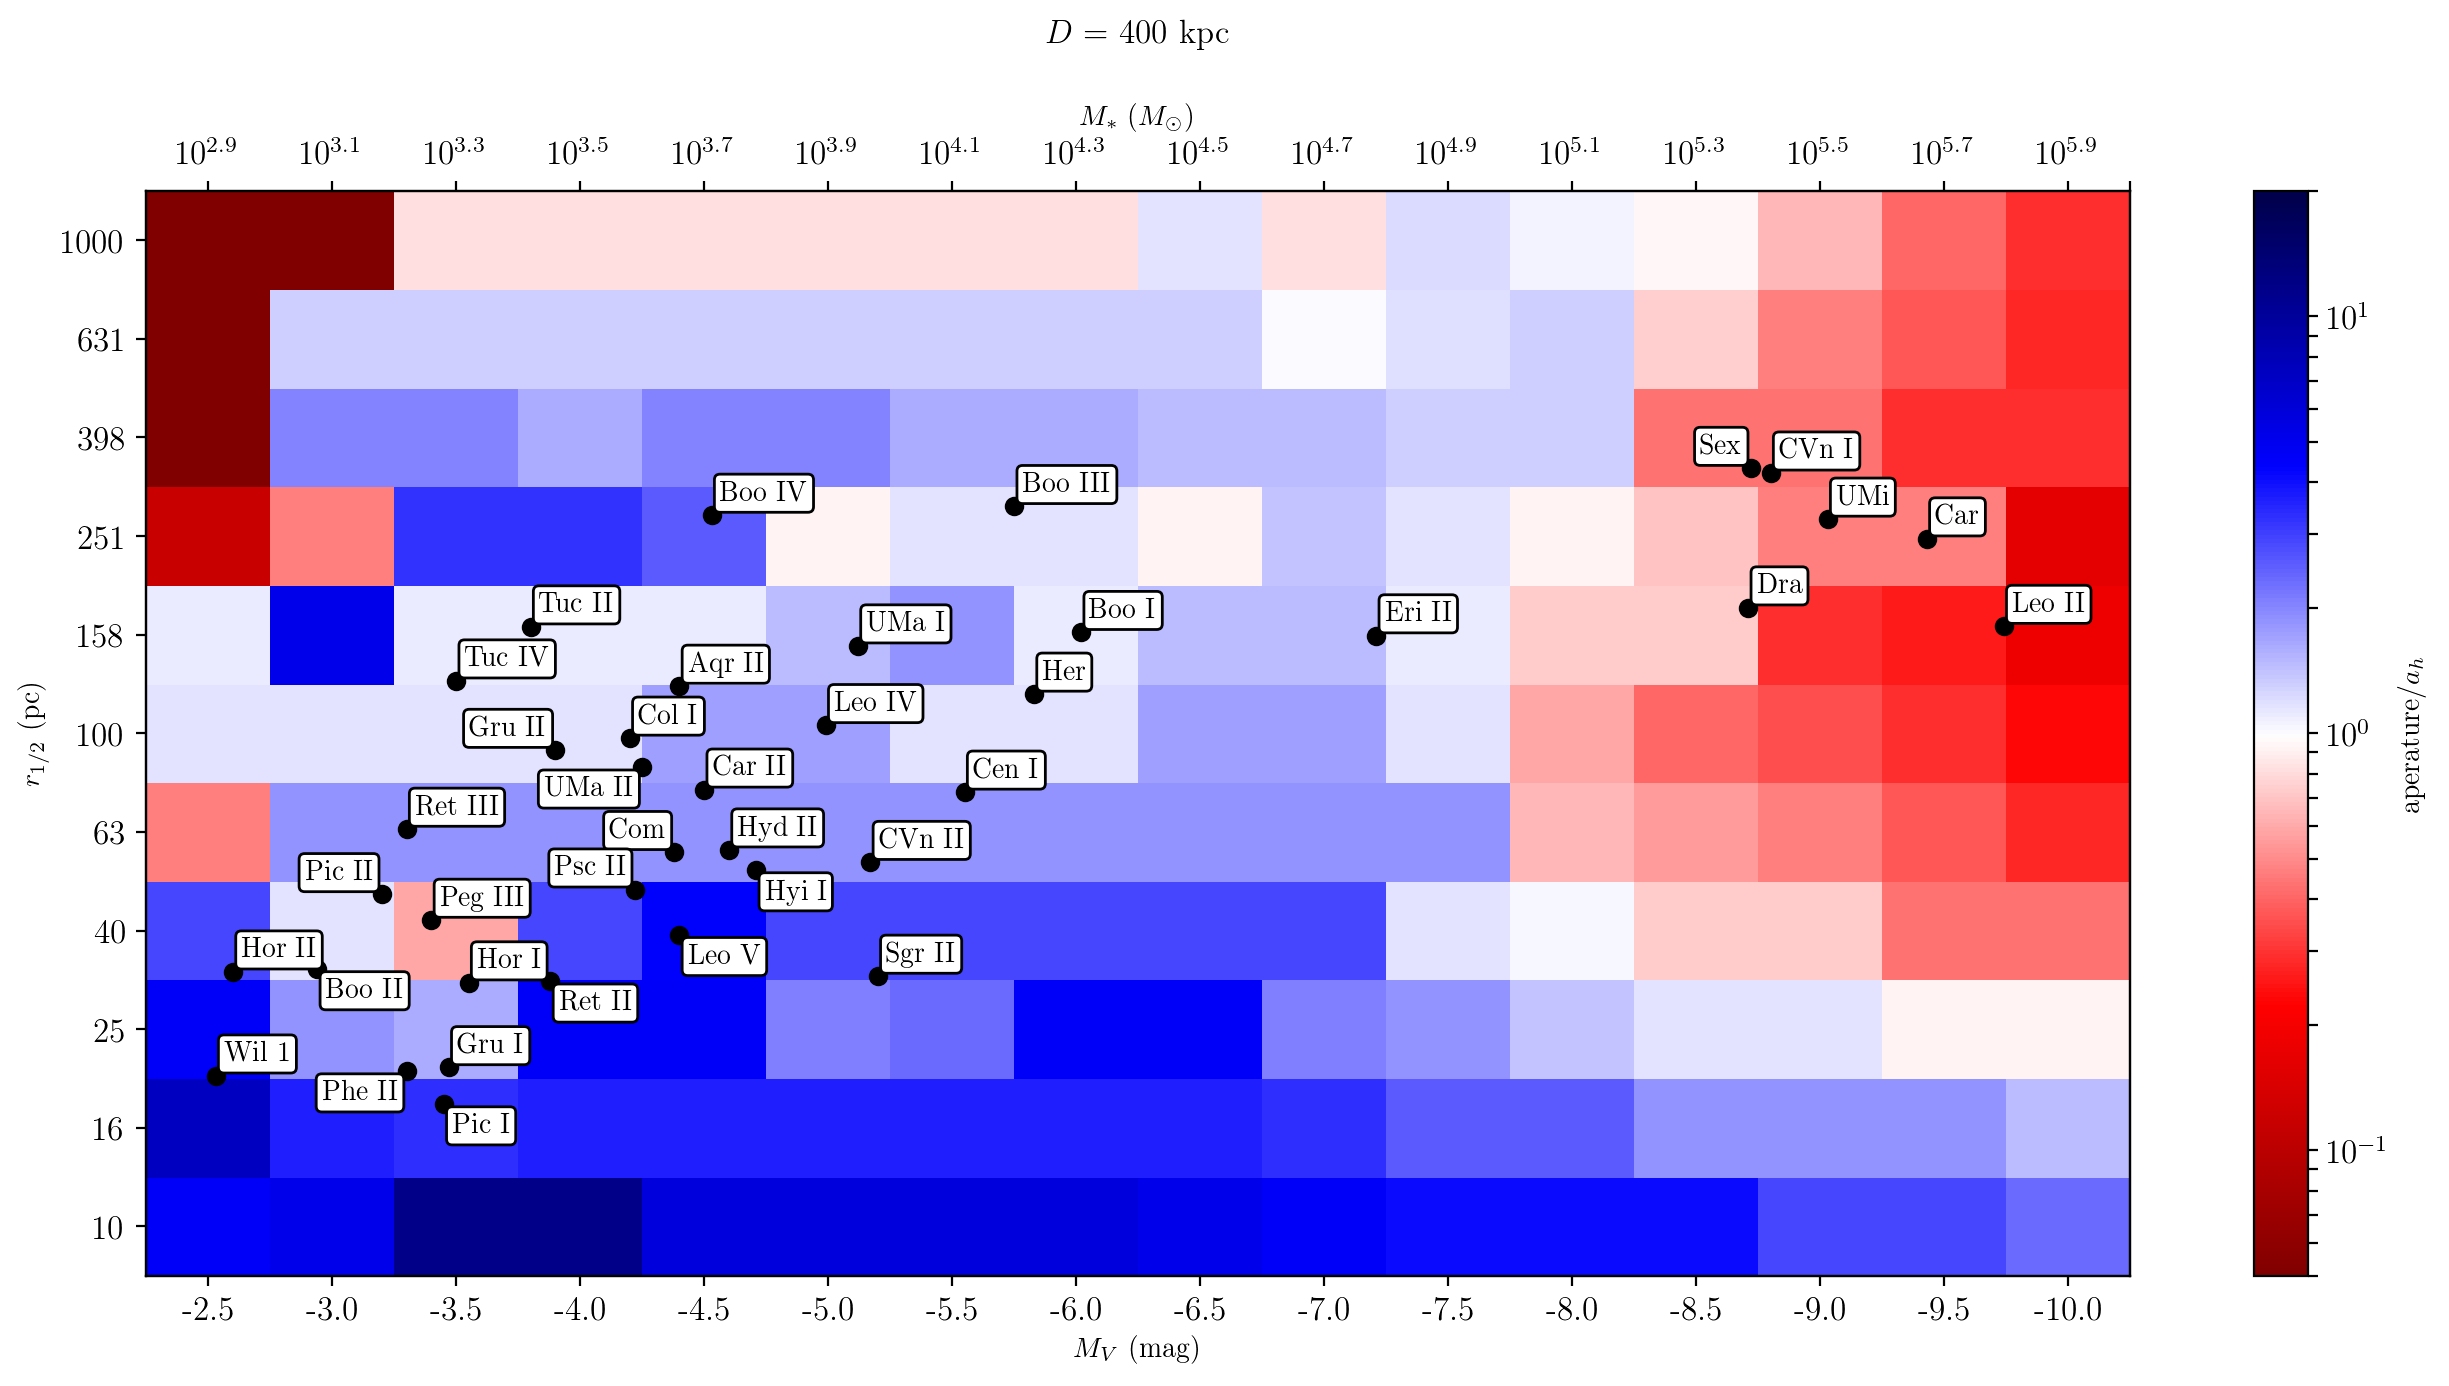 D = 400 kpc
M∗ (M⊙)
10^2.9 10^3.1 10^3.3 10^3.5 10^3.7 10^3.9 10^4.1 10^4.3 10^4.5 10^4.8 10^4.9 10^5.1 10^5.3 10^5.5 10^5.7 10^5.9
1000
631
398
251
158
100
63
40
25
16
10
r1/2 (pc)
Sex
CVn I
Boo IV
Boo III
UMi
Car
Dra
Tuc II
UMa I
Boo I
Eri II
Leo II
Tuc IV
Aqr II
Her
Leo IV
Gru II
Col I
Car II
Cen I
UMa II
Ret III
Com
Hyd II
CVn II
Pic II
Psc II
Peg III
Hyi I
Hor II
Hor I
Leo V
Sgr II
Boo II
Ret II
Wil 1
Gru I
Phe II
Pic I
-2.5 -3.0 -3.5 -4.0 -4.5 -5.0 -5.5 -6.0 -6.5 -7.0 -7.5 -8.0 -8.5 -9.0 -9.5 -10.0
MV (mag)
10^1
10^0
10^−1
aperature/ah